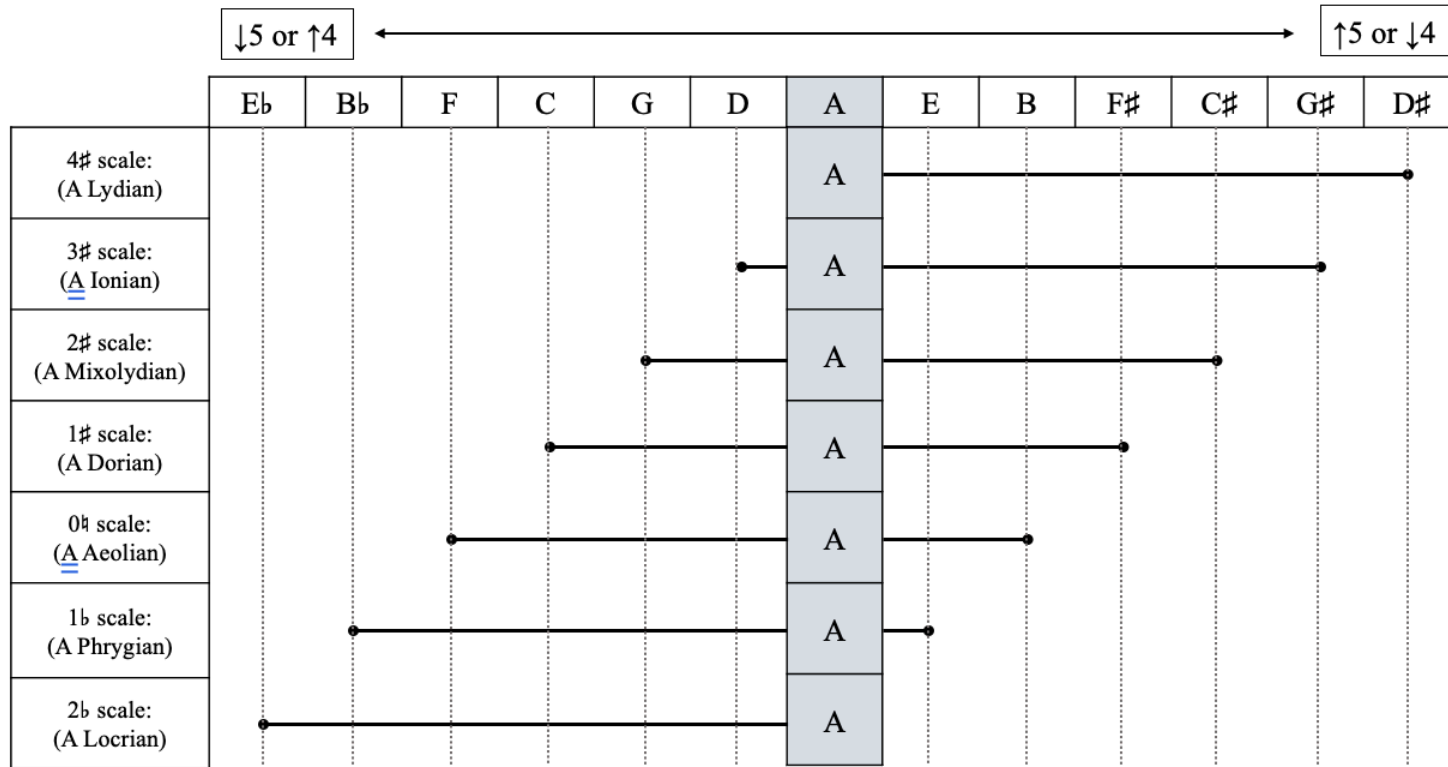 ↓5 or ↑4 ↑5 or ↓4
E♭ B♭ F C G D A E B F♯ C♯ G♯ D♯
4♯ scale:
(A Lydian)
A
3♯ scale:
(A Ionian)
A
2♯ scale:
(A Mixolydian)
A
1♯ scale:
(A Dorian)
A
0♮ scale:
(A Aeolian)
A
1♭ scale:
(A Phrygian)
A
2♭ scale:
(A Locrian)
A